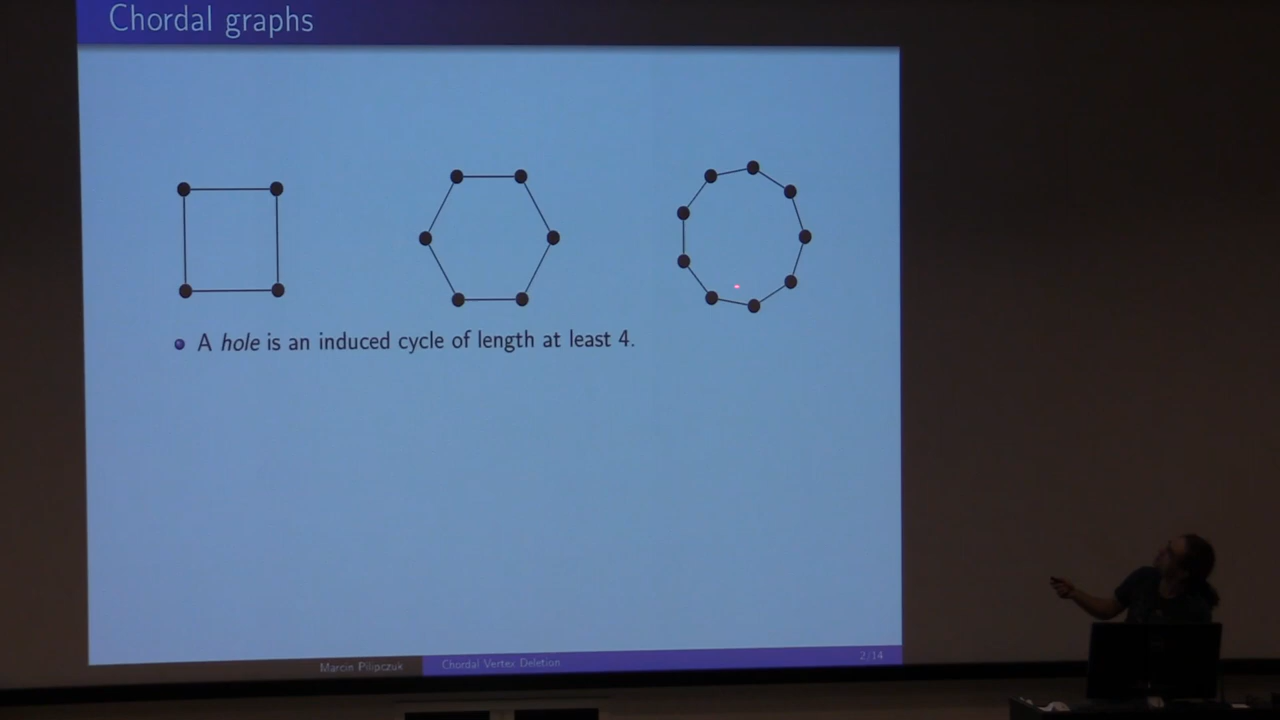 Chordal graphs
A hole is an induced cycle of length at least 4.
Marcin Pilipczuk
Chordal Vertex Deletion
2/14